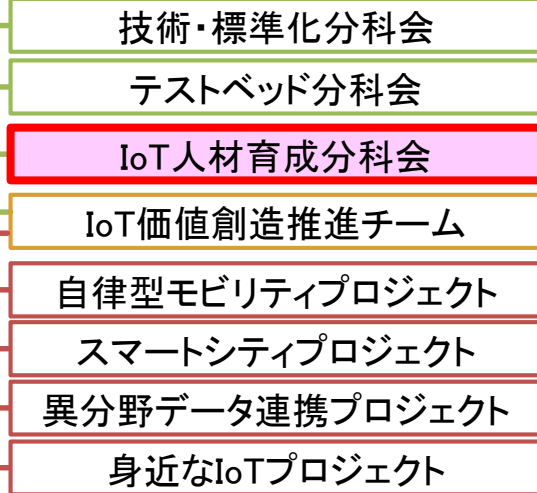 技術・標準化分科会
テストベッド分科会
IoT人材育成分科会
IoT価値創造推進チーム
自律型モビリティプロジェクト
スマートシティプロジェクト
異分野データ連携プロジェクト
身近なIoTプロジェクト